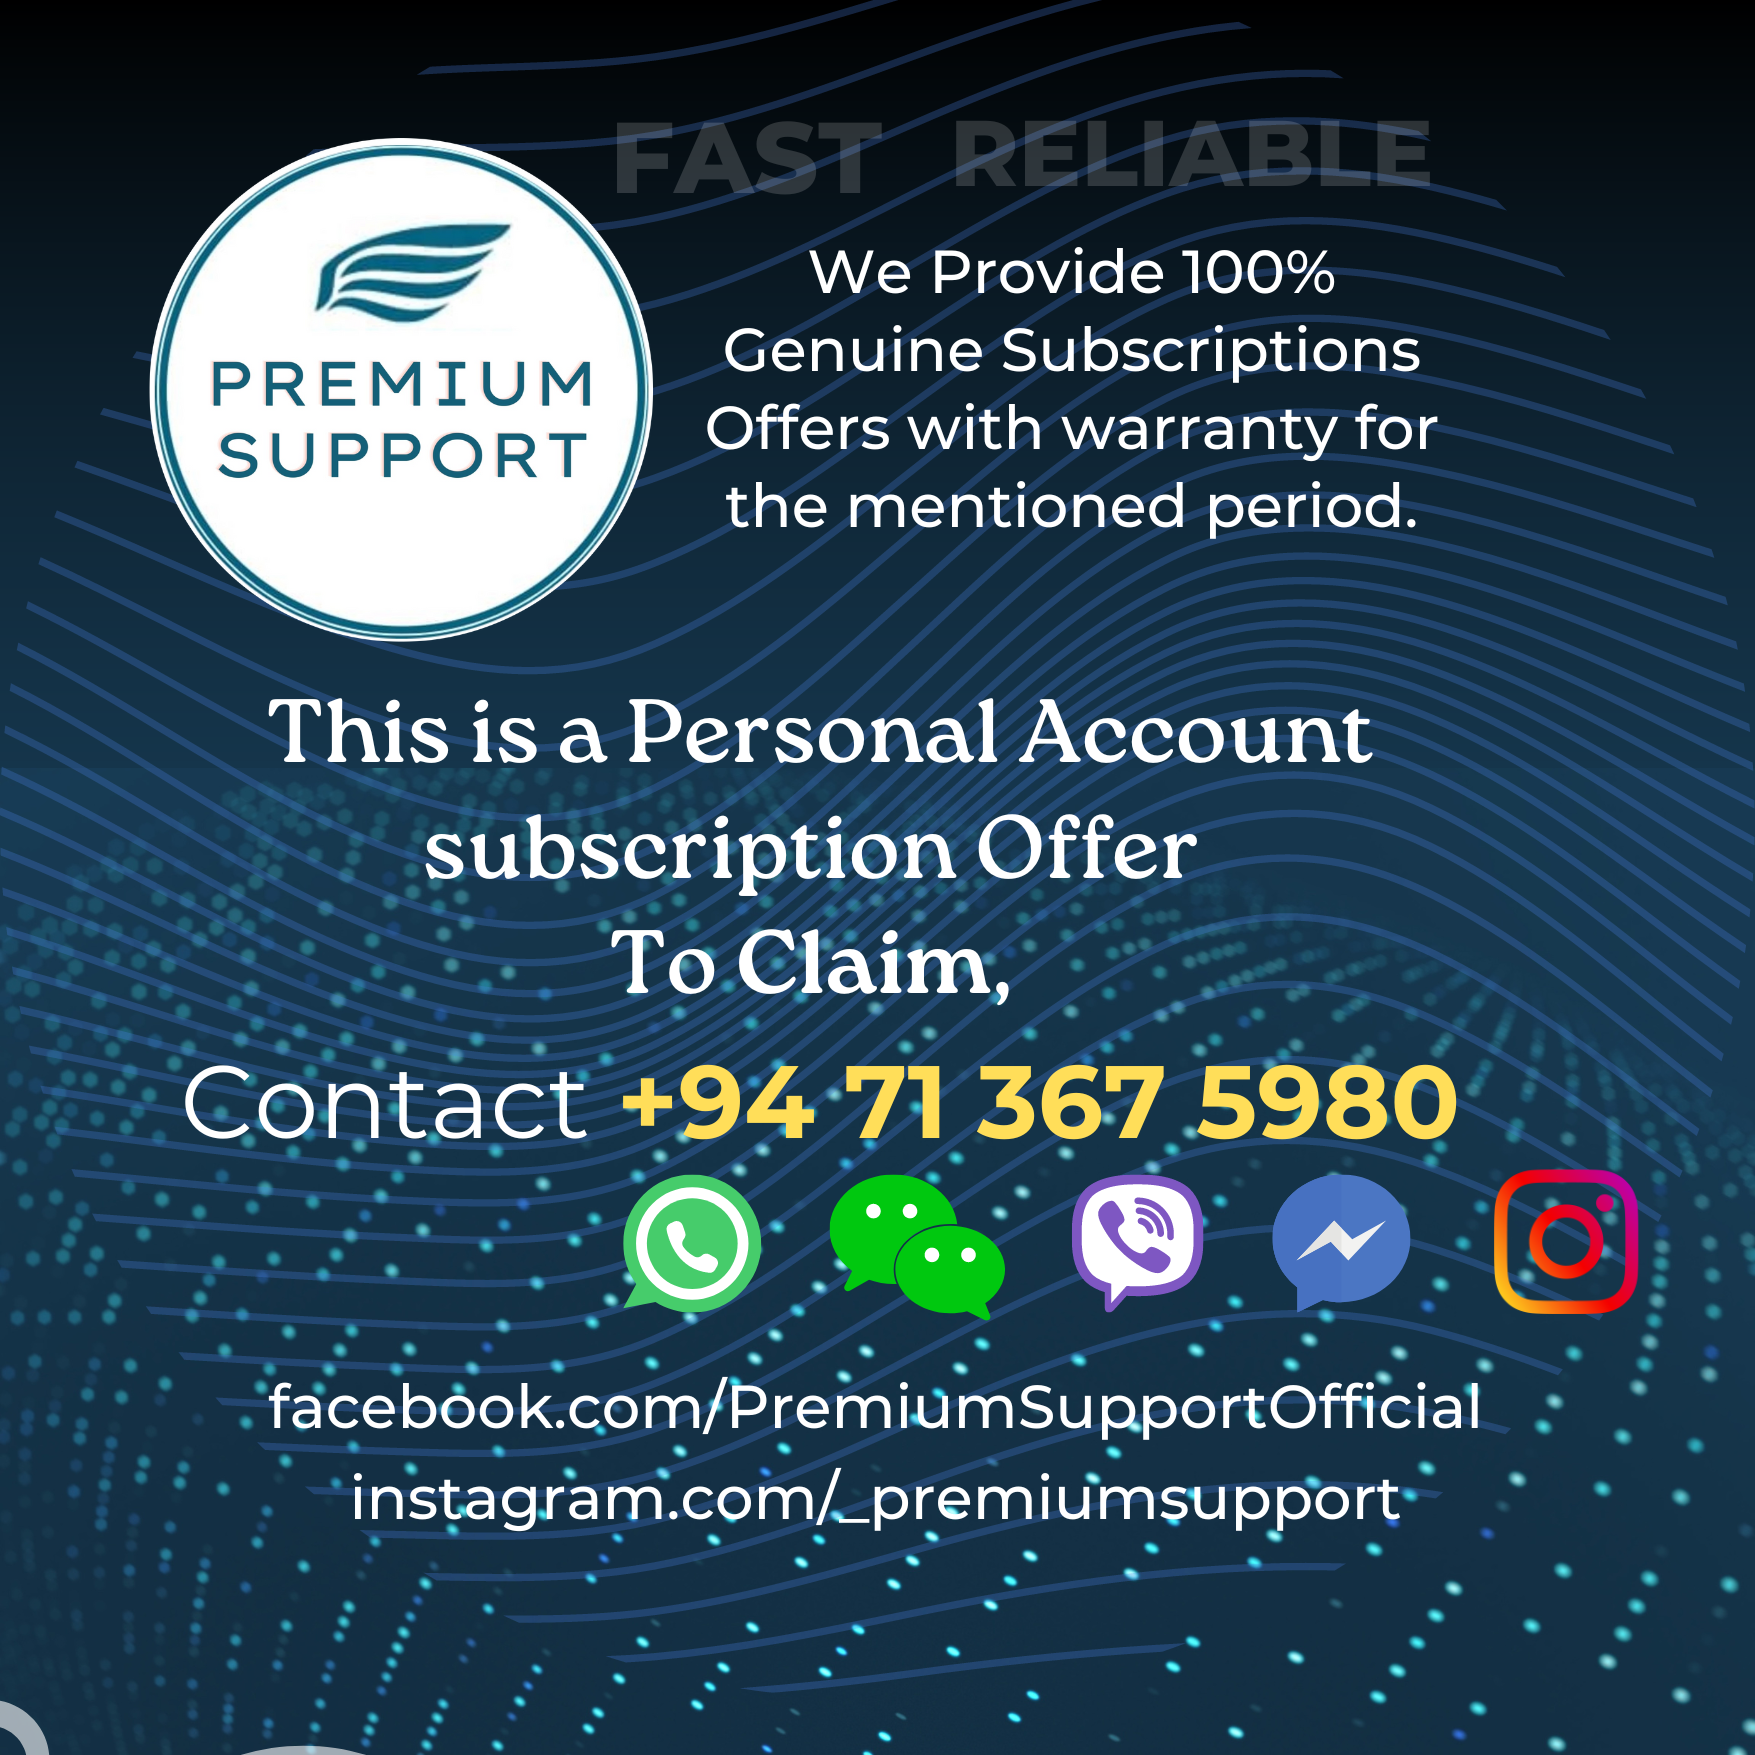 FAST RELIABLE
PREMIUM
SUPPORT
We Provide 100%
Genuine Subscriptions
Offers with warranty for
the mentioned period.
This is a Personal Account
subscription Offer
To Claim,
Contact +94 71 367 5980
facebook.com/PremiumSupportOfficial
instagram.com/_premiumsupport